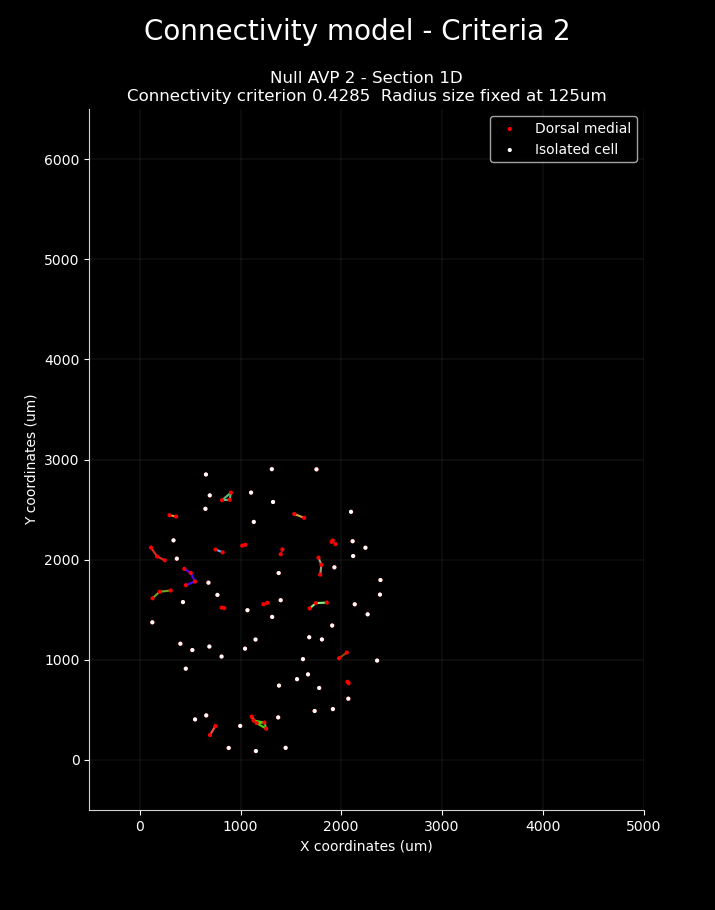 Connectivity model - Criteria 2
Null AVP 2 - Section 1D
Connectivity criterion 0.4285  Radius size fixed at 125um
Dorsal medial
Isolated cell
6000
5000
4000
3000
2000
1000
0
Y coordinates (um)
0 1000 2000 3000 4000 5000
X coordinates (um)